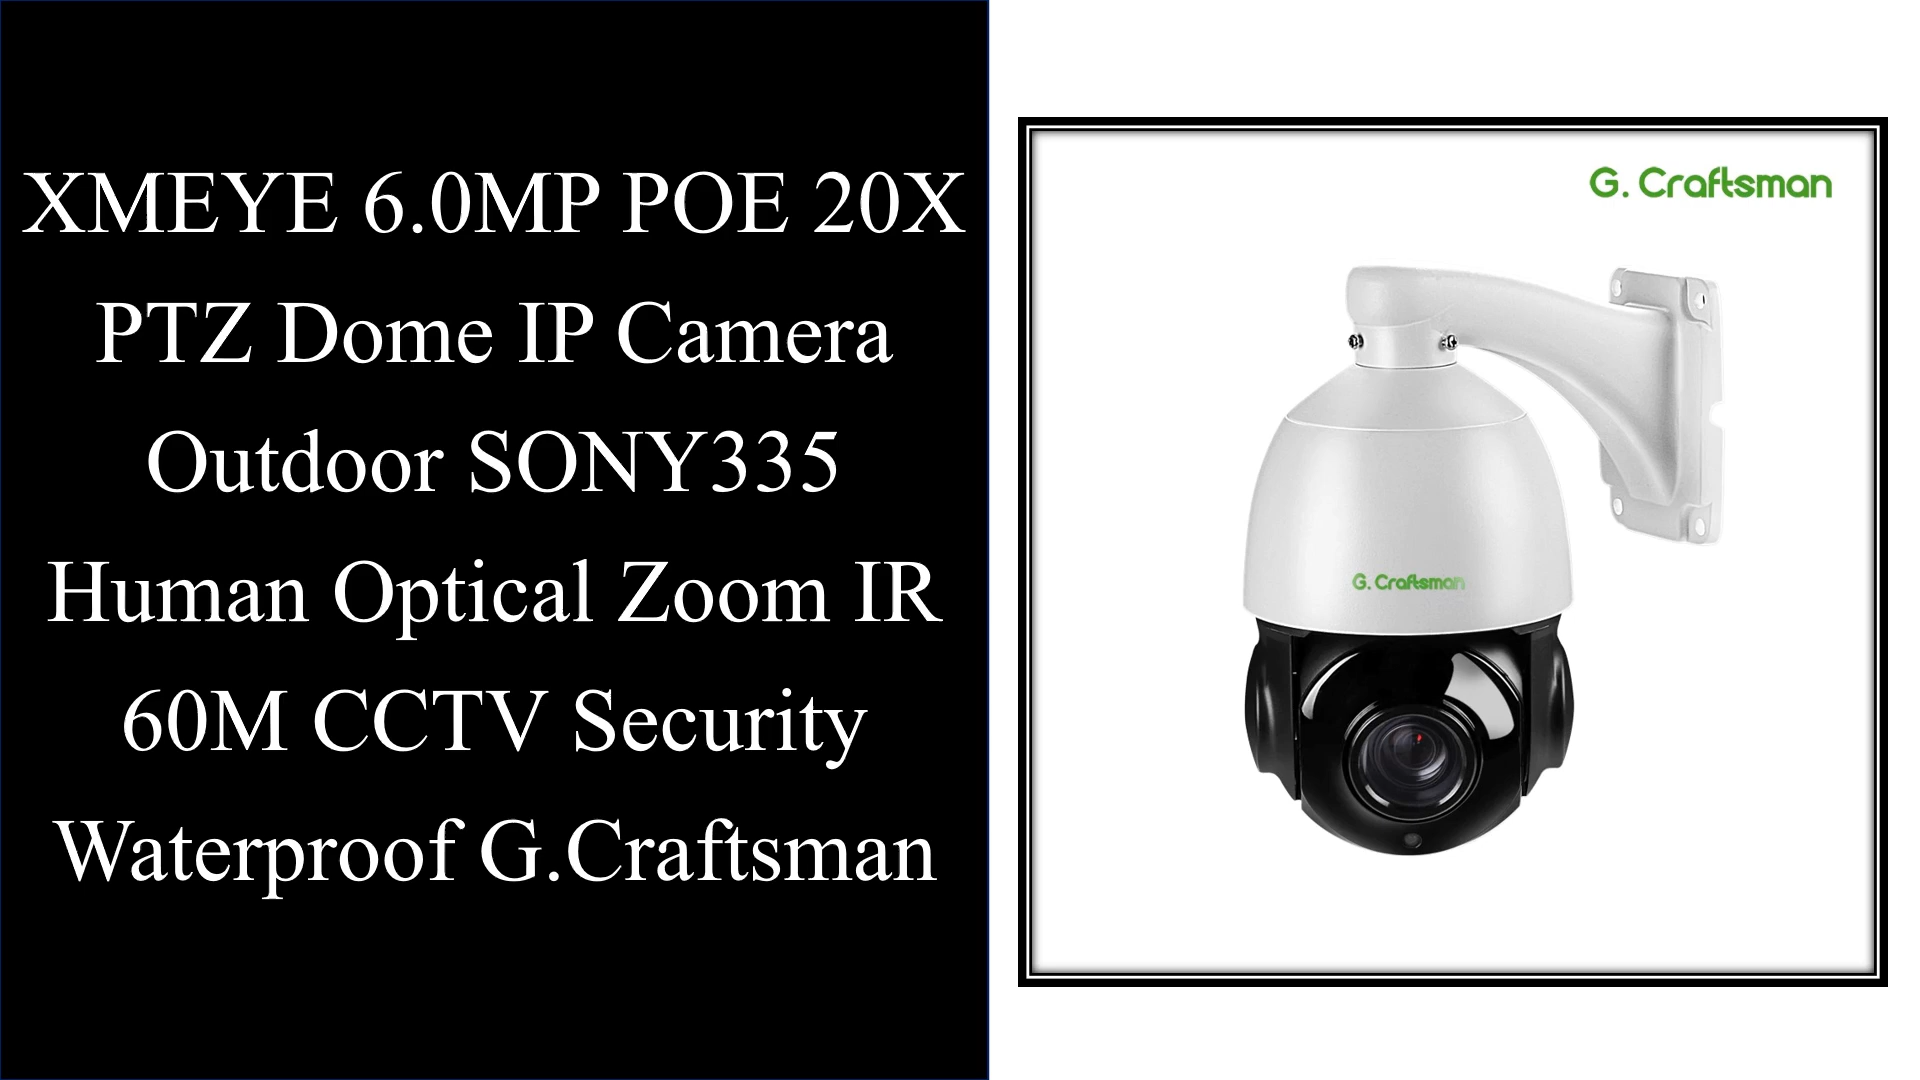 XMEYE 6.0MP POE 20X
PTZ Dome IP Camera
Outdoor SONY335
Human Optical Zoom IR
60M CCTV Security
Waterproof G.Craftsman
G. Craftsman
G. Craftsman